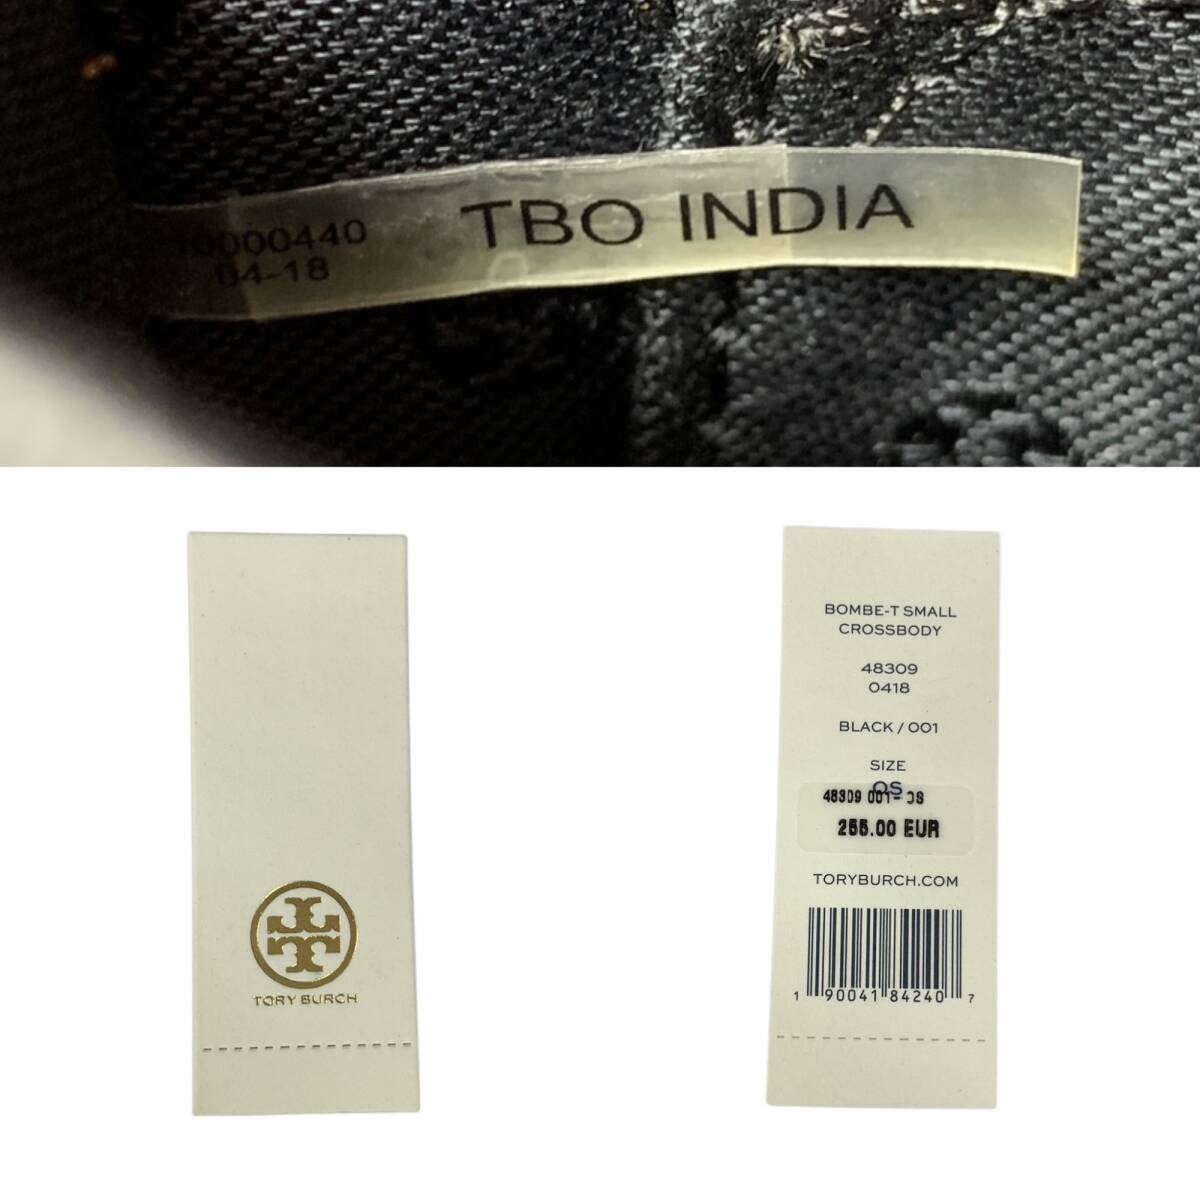 10000440 TBO INDIA
04-18
TORY BURCH
BOMBE-T SMALL
CROSSBODY
48309
0418
BLACK / 001
SIZE
OS
48309 001- OS
255.00 EUR
TORYBURCH.COM
1 90041 84240 7